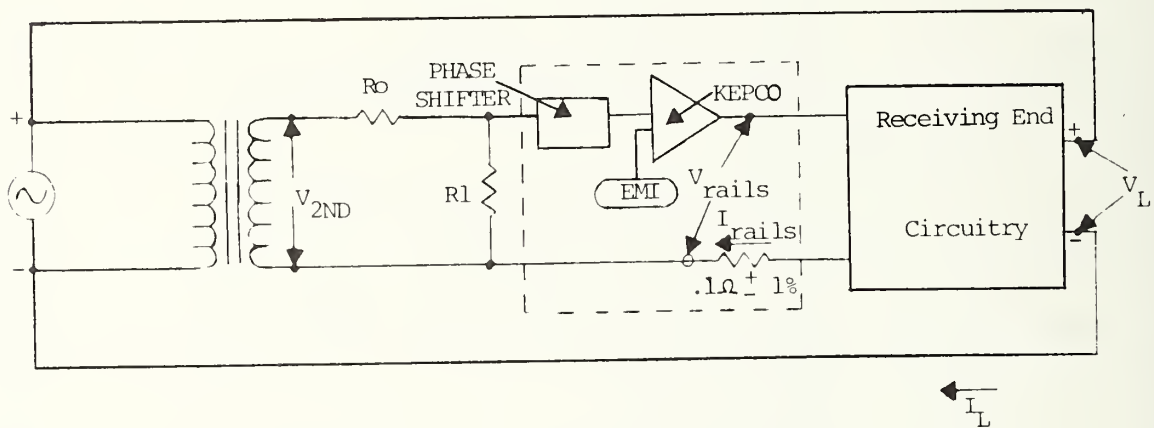 PHASE
SHIFTER
Ro
KEPCO
Receiving End
Circuitry
+
+
V2ND
R1
EMI
Vrails
Irails
VL
-
-
.1Ω ± 1%
IL